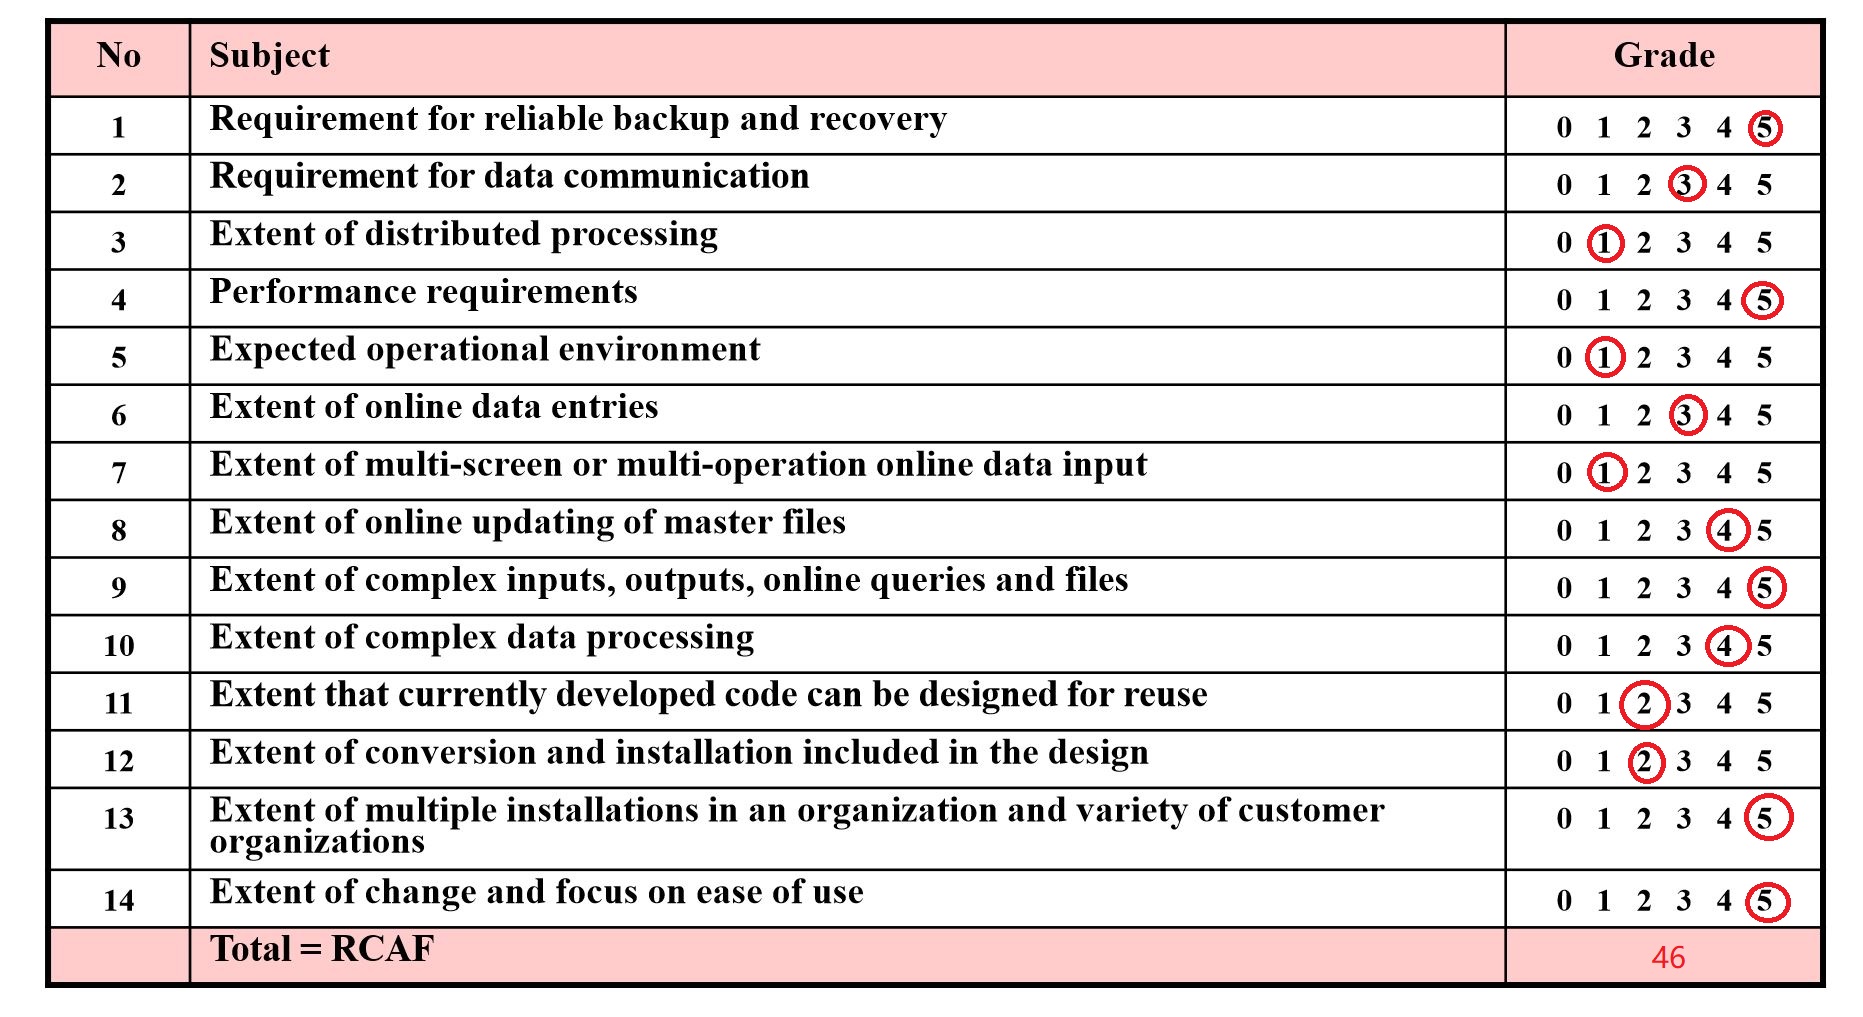 No Subject Grade
1 Requirement for reliable backup and recovery 0 1 2 3 4 5
2 Requirement for data communication 0 1 2 3 4 5
3 Extent of distributed processing 0 1 2 3 4 5
4 Performance requirements 0 1 2 3 4 5
5 Expected operational environment 0 1 2 3 4 5
6 Extent of online data entries 0 1 2 3 4 5
7 Extent of multi-screen or multi-operation online data input 0 1 2 3 4 5
8 Extent of online updating of master files 0 1 2 3 4 5
9 Extent of complex inputs, outputs, online queries and files 0 1 2 3 4 5
10 Extent of complex data processing 0 1 2 3 4 5
11 Extent that currently developed code can be designed for reuse 0 1 2 3 4 5
12 Extent of conversion and installation included in the design 0 1 2 3 4 5
13 Extent of multiple installations in an organization and variety of customer 0 1 2 3 4 5
organizations
14 Extent of change and focus on ease of use 0 1 2 3 4 5
Total = RCAF 46